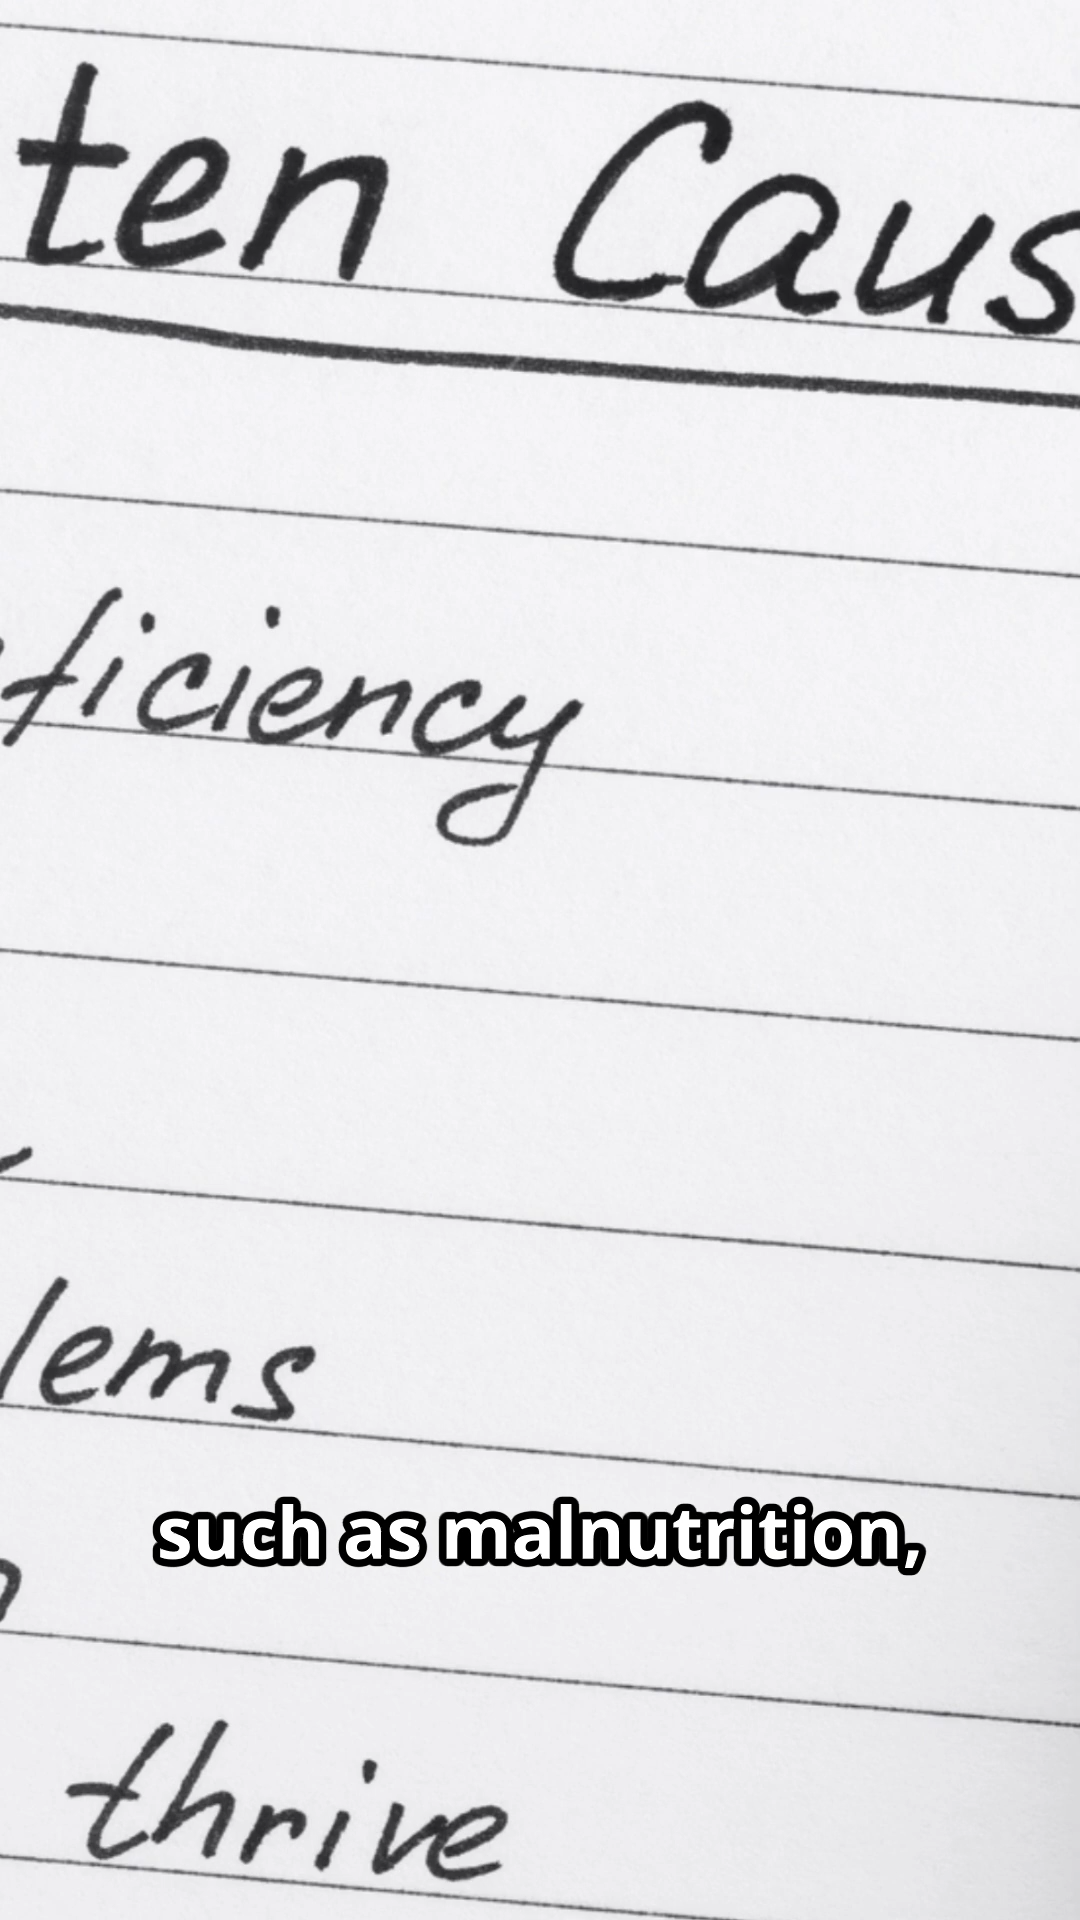 ten Caus
ficiency
lems
such as malnutrition,
thrive